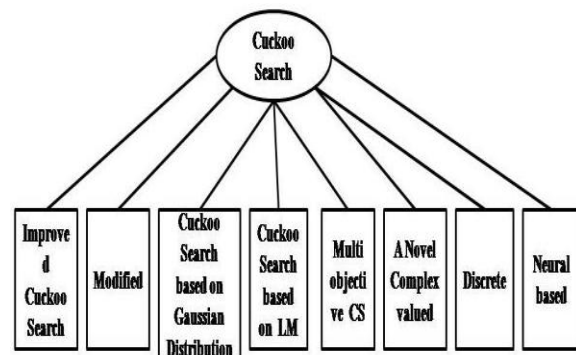 Cuckoo
Search
Improve
d
Cuckoo
Search
Modified
Cuckoo
Search
based on
Gaussian
Distribution
Cuckoo
Search
based
on LM
Multi
objecti
ve CS
A Novel
Complex
valued
Discrete
Neural
based